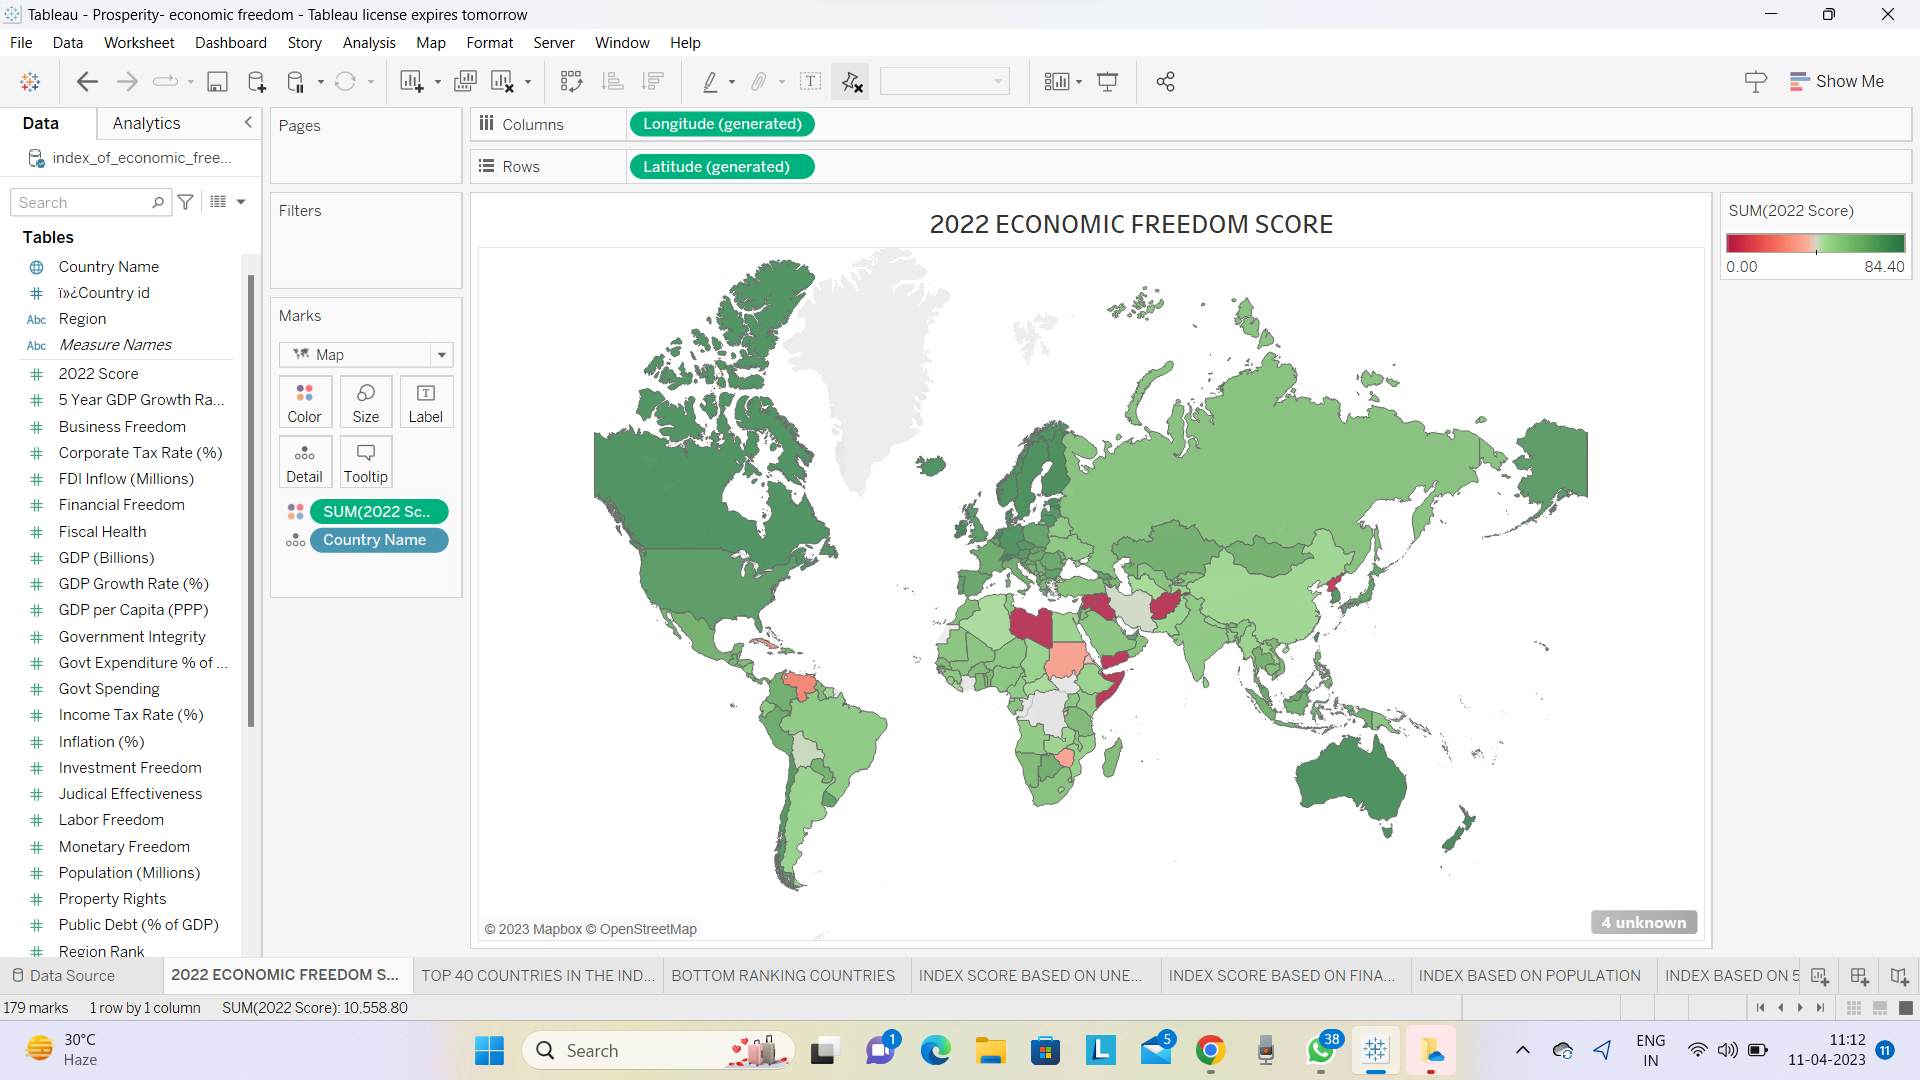 Tableau - Prosperity- economic freedom - Tableau license expires tomorrow
File Data Worksheet Dashboard Story Analysis Map Format Server Window Help
Show Me
Data Analytics
index_of_economic_free...
Search
Tables
Country Name
ï»¿Country id
Abc Region
Abc Measure Names
2022 Score
5 Year GDP Growth Ra...
Business Freedom
Corporate Tax Rate (%)
FDI Inflow (Millions)
Financial Freedom
Fiscal Health
GDP (Billions)
GDP Growth Rate (%)
GDP per Capita (PPP)
Government Integrity
Govt Expenditure % of ...
Govt Spending
Income Tax Rate (%)
Inflation (%)
Investment Freedom
Judical Effectiveness
Labor Freedom
Monetary Freedom
Population (Millions)
Property Rights
Public Debt (% of GDP)
Region Rank
Pages
Filters
Marks
Map
Color Size Label
Detail Tooltip
SUM(2022 Sc..
Country Name
Columns Longitude (generated)
Rows Latitude (generated)
2022 ECONOMIC FREEDOM SCORE
© 2023 Mapbox © OpenStreetMap
4 unknown
SUM(2022 Score)
0.00 84.40
Data Source 2022 ECONOMIC FREEDOM S... TOP 40 COUNTRIES IN THE IND... BOTTOM RANKING COUNTRIES INDEX SCORE BASED ON UNE... INDEX SCORE BASED ON FINA... INDEX BASED ON POPULATION INDEX BASED ON 5
179 marks 1 row by 1 column SUM(2022 Score): 10,558.80
30°C
Haze
Search
1
5
38
ENG
IN
11:12
11-04-2023
11